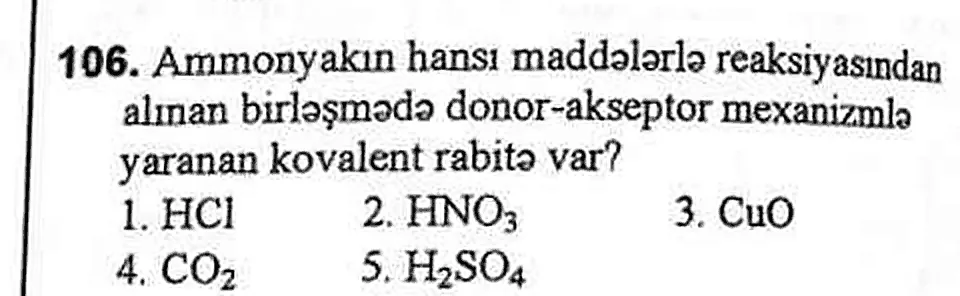 106. Ammonyakın hansı maddələrlə reaksiyasından
alınan birləşmədə donor-akseptor mexanizmlə
yaranan kovalent rabitə var?
1. HCl 2. HNO₃ 3. CuO
4. CO₂ 5. H₂SO₄